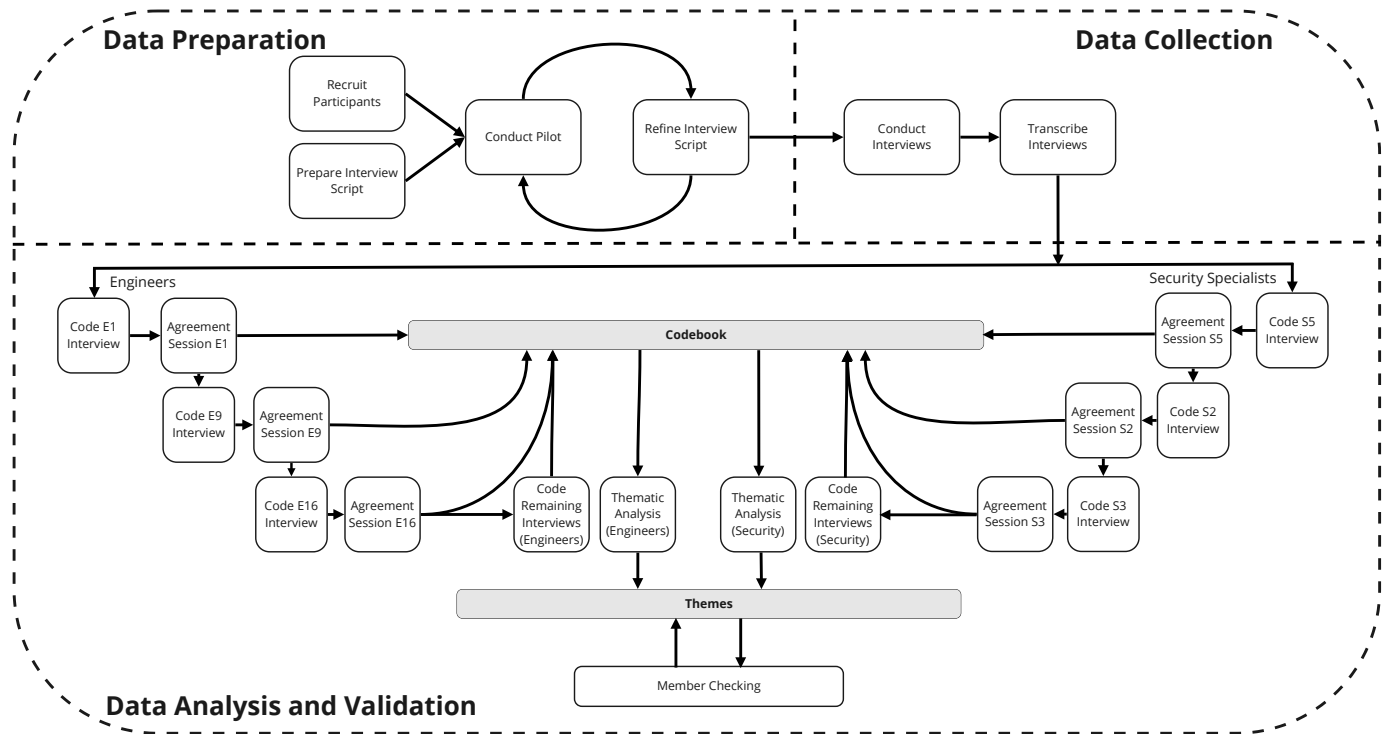 Data Preparation
Data Collection
Recruit
Participants
Prepare Interview
Script
Conduct Pilot
Refine Interview
Script
Conduct
Interviews
Transcribe
Interviews
Engineers
Security Specialists
Code E1
Interview
Agreement
Session E1
Codebook
Agreement
Session S5
Code S5
Interview
Code E9
Interview
Agreement
Session E9
Agreement
Session S2
Code S2
Interview
Code E16
Interview
Agreement
Session E16
Code
Remaining
Interviews
(Engineers)
Thematic
Analysis
(Engineers)
Thematic
Analysis
(Security)
Code
Remaining
Interviews
(Security)
Agreement
Session S3
Code S3
Interview
Themes
Member Checking
Data Analysis and Validation